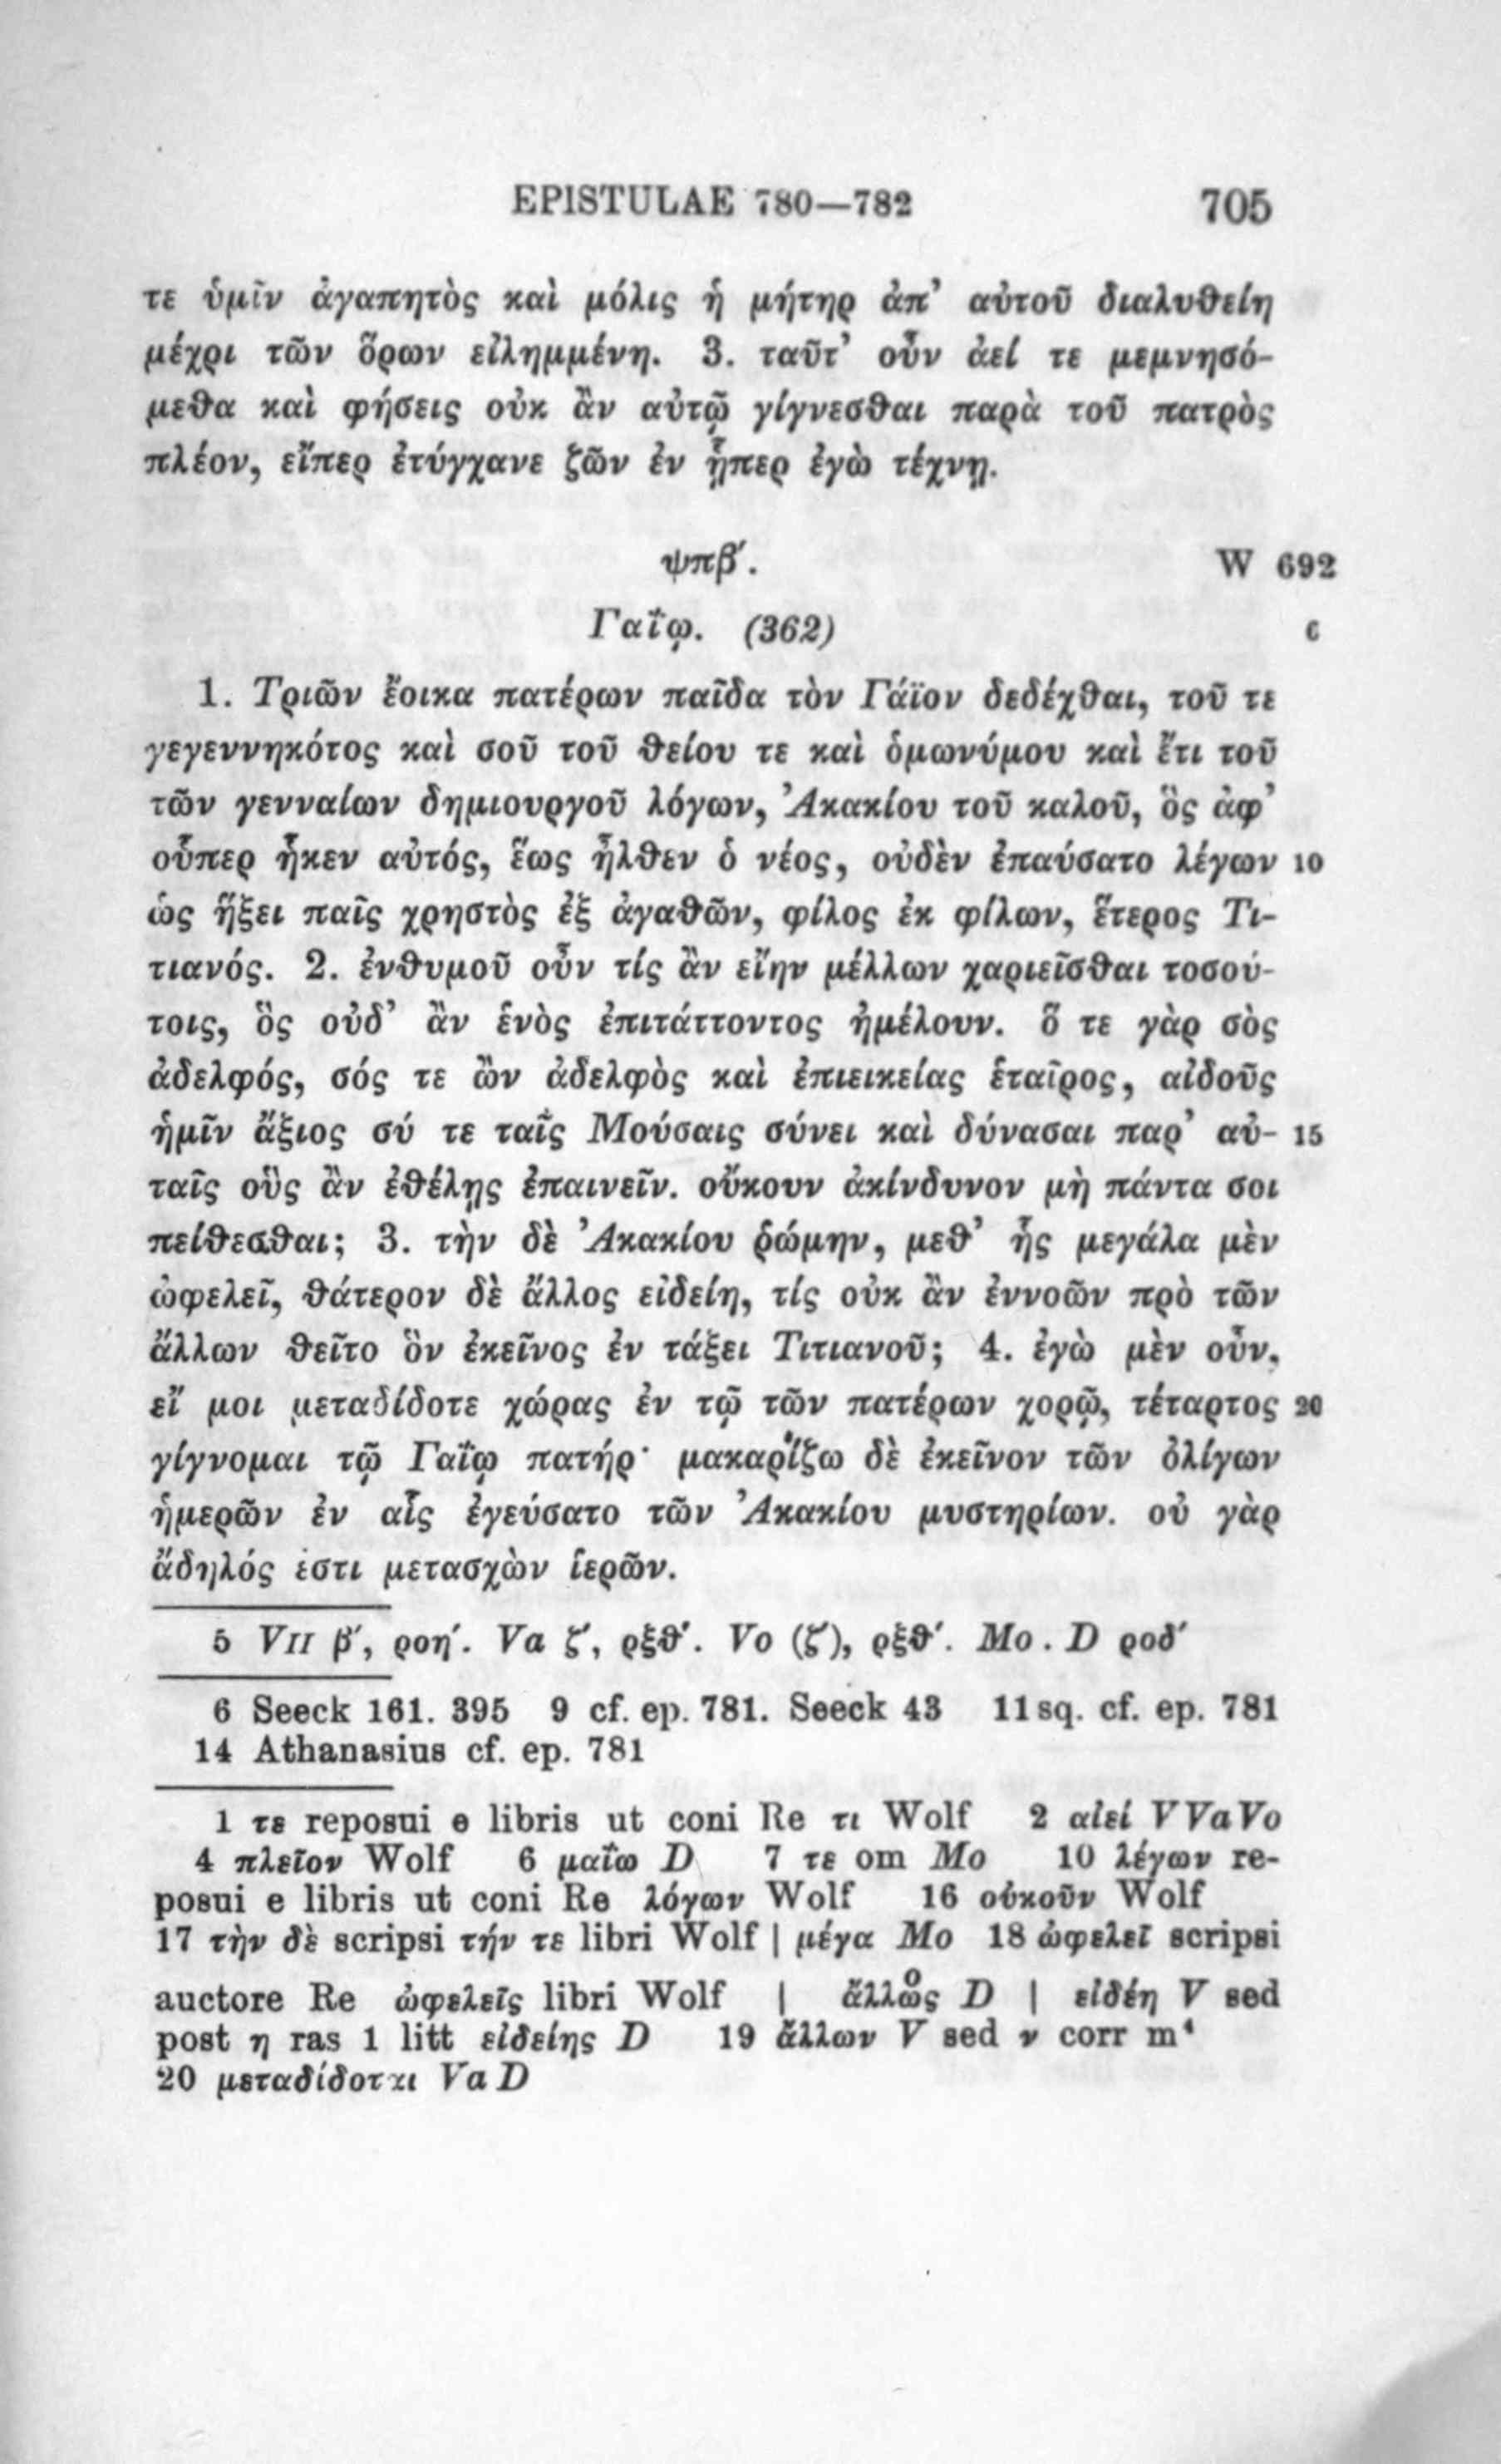 EPISTULAE 780—782 705
τε ὑμῖν ἀγαπητὸς καὶ μόλις ἡ μήτηρ ἀπ’ αὐτοῦ διαλυθείη
μέχρι τῶν ὅρων εἰλημμένη. 3. ταῦτ’ οὖν ἀεί τε μεμνησό-
μεθα καὶ φήσεις οὐκ ἂν αὐτῷ γίγνεσθαι παρὰ τοῦ πατρὸς
πλέον, εἴπερ ἐτύγχανε ζῶν ἐν ᾗπερ ἐγὼ τέχνῃ.
ψπβ′. W 692
Γαΐῳ. (362) 6
1. Τριῶν ἔοικα πατέρων παῖδα τὸν Γάϊον δεδέχθαι, τοῦ τε
γεγεννηκότος καὶ σοῦ τοῦ θείου τε καὶ ὁμωνύμου καὶ ἔτι τοῦ
τῶν γενναίων δημιουργοῦ λόγων, Ἀκακίου τοῦ καλοῦ, ὃς ἀφ’
οὗπερ ἧκεν αὐτός, ἕως ἦλθεν ὁ νέος, οὐδὲν ἐπαύσατο λέγων 10
ὡς ἥξει παῖς χρηστὸς ἐξ ἀγαθῶν, φίλος ἐκ φίλων, ἕτερος Τι-
τιανός. 2. ἐνθυμοῦ οὖν τίς ἂν εἴην μέλλων χαριεῖσθαι τοσού-
τοις, ὃς οὐδ’ ἂν ἑνὸς ἐπιτάττοντος ἠμέλουν. ὅ τε γὰρ σὸς
ἀδελφός, σός τε ὢν ἀδελφὸς καὶ ἐπιεικείας ἑταῖρος, αἰδοῦς
ἡμῖν ἄξιος σύ τε ταῖς Μούσαις σύνει καὶ δύνασαι παρ’ αὐ- 15
ταῖς οὓς ἂν ἐθέλῃς ἐπαινεῖν. οὔκουν ἀκίνδυνον μὴ πάντα σοι
πείθεσθαι; 3. τὴν δὲ Ἀκακίου ῥώμην, μεθ’ ἧς μεγάλα μὲν
ὠφελεῖ, θάτερον δὲ ἄλλος εἰδείη, τίς οὐκ ἂν ἐννοῶν πρὸ τῶν
ἄλλων θεῖτο ὃν ἐκεῖνος ἐν τάξει Τιτιανοῦ; 4. ἐγὼ μὲν οὖν,
εἴ μοι μεταδίδοτε χώρας ἐν τῷ τῶν πατέρων χορῷ, τέταρτος 20
γίγνομαι τῷ Γαΐῳ πατήρ· μακαρίζω δὲ ἐκεῖνον τῶν ὀλίγων
ἡμερῶν ἐν αἷς ἐγεύσατο τῶν Ἀκακίου μυστηρίων. οὐ γὰρ
ἄδηλός ἐστι μετασχὼν ἱερῶν.
5 VII β′, ροη′. Va ζ′, ρξθ′. Vo (ζ′), ρξθ′. Mo. D ροδ′
6 Seeck 161. 395 9 cf. ep. 781. Seeck 43 11 sq. cf. ep. 781
14 Athanasius cf. ep. 781
1 τε reposui e libris ut coni Re τι Wolf 2 αἰεί V Va Vo
4 πλεῖον Wolf 6 μαΐω D 7 τε om Mo 10 λέγων re-
posui e libris ut coni Re λόγων Wolf 16 οὐκοῦν Wolf
17 τὴν δὲ scripsi τήν τε libri Wolf | μέγα Mo 18 ὠφελεῖ scripsi
auctore Re ὠφελεῖς libri Wolf | ἄλλως D | εἰδέη V sed
post η ras 1 litt εἰδείης D 19 ἄλλων V sed ν corr m⁴
20 μεταδίδοται Va D